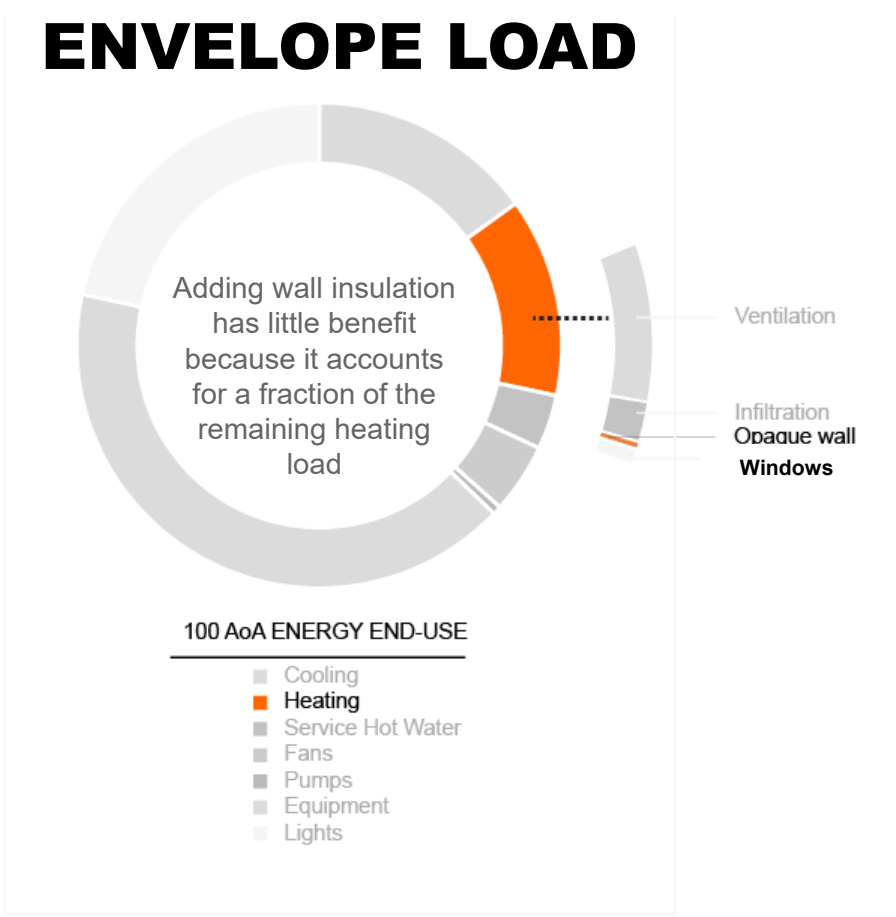 ENVELOPE LOAD
Adding wall insulation
has little benefit
because it accounts
for a fraction of the
remaining heating
load
Ventilation
Infiltration
Opaque wall
Windows
100 AoA ENERGY END-USE
Cooling
Heating
Service Hot Water
Fans
Pumps
Equipment
Lights